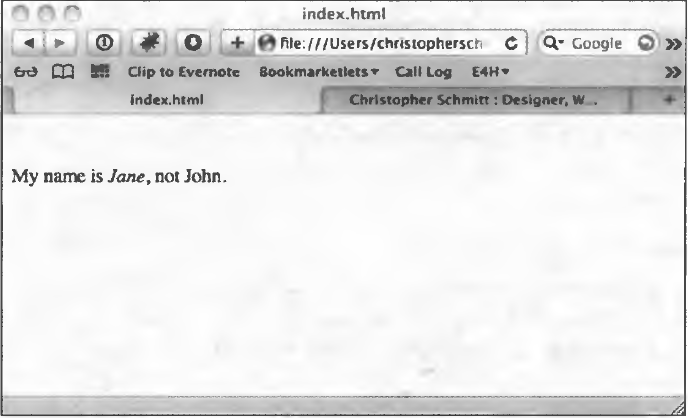 index.html
file:///Users/christophersch
Google
Clip to Evernote Bookmarketlets Call Log E4H
index.html Christopher Schmitt : Designer, W...
My name is Jane, not John.